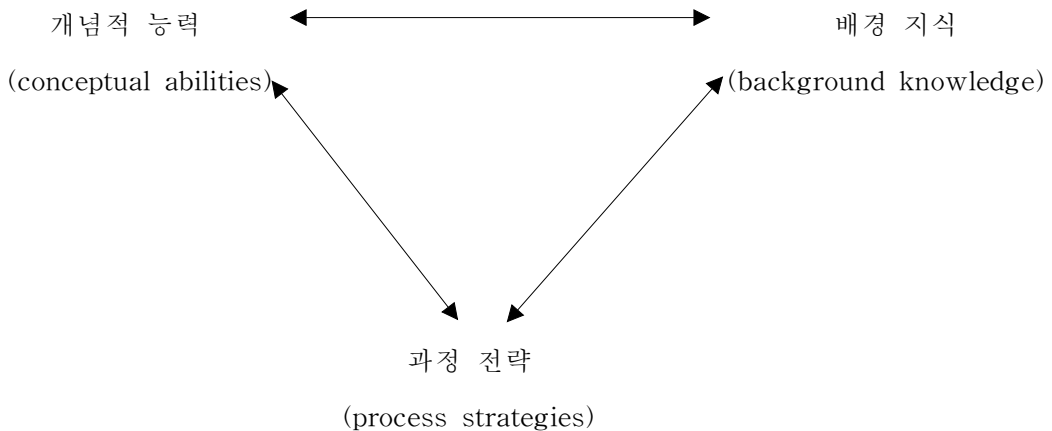 개념적 능력
배경 지식
(conceptual abilities)
(background knowledge)
과정 전략
(process strategies)